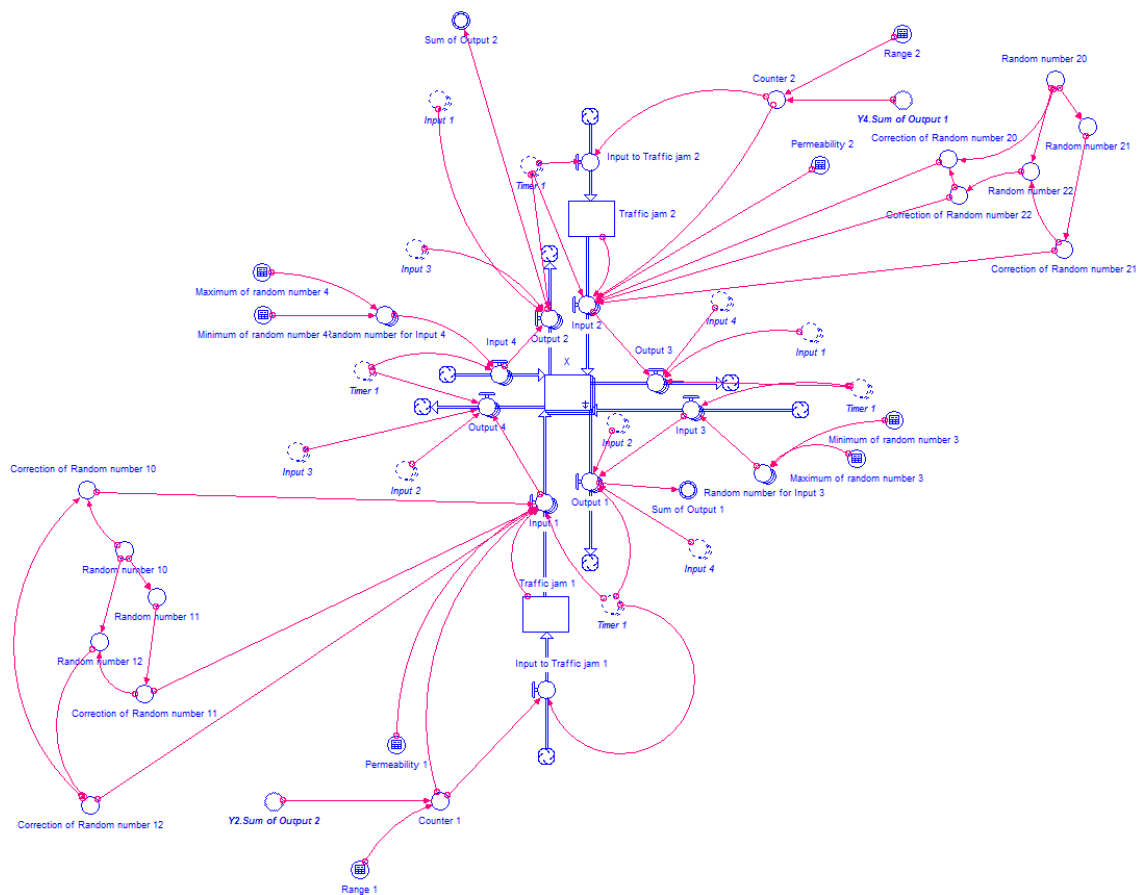 Sum of Output 2
Range 2
Random number 20
Counter 2
Input 1
Y4.Sum of Output 1
Random number 21
Correction of Random number 20
Permeability 2
Input to Traffic jam 2
Timer 1
Random number 22
Traffic jam 2
Correction of Random number 22
Input 3
Correction of Random number 21
Maximum of random number 4
Input 4
Minimum of random number 4
Random number for Input 4
Input 4
Output 2
Input 2
Output 3
Input 1
X
Timer 1
Timer 1
Output 4
Input 3
Input 2
Minimum of random number 3
Input 3
Input 2
Maximum of random number 3
Random number for Input 3
Correction of Random number 10
Output 1
Sum of Output 1
Input 1
Input 4
Random number 10
Traffic jam 1
Random number 11
Timer 1
Random number 12
Input to Traffic jam 1
Correction of Random number 11
Permeability 1
Y2.Sum of Output 2
Counter 1
Correction of Random number 12
Range 1